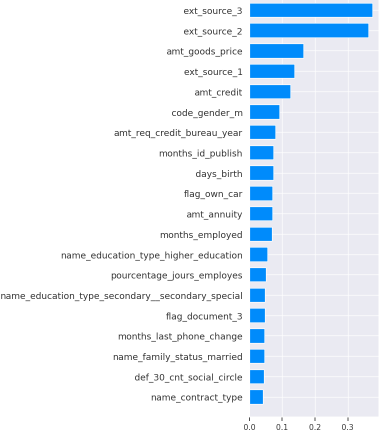 ext_source_3
ext_source_2
amt_goods_price
ext_source_1
amt_credit
code_gender_m
amt_req_credit_bureau_year
months_id_publish
days_birth
flag_own_car
amt_annuity
months_employed
name_education_type_higher_education
pourcentage_jours_employes
name_education_type_secondary__secondary_special
flag_document_3
months_last_phone_change
name_family_status_married
def_30_cnt_social_circle
name_contract_type
0.0 0.1 0.2 0.3